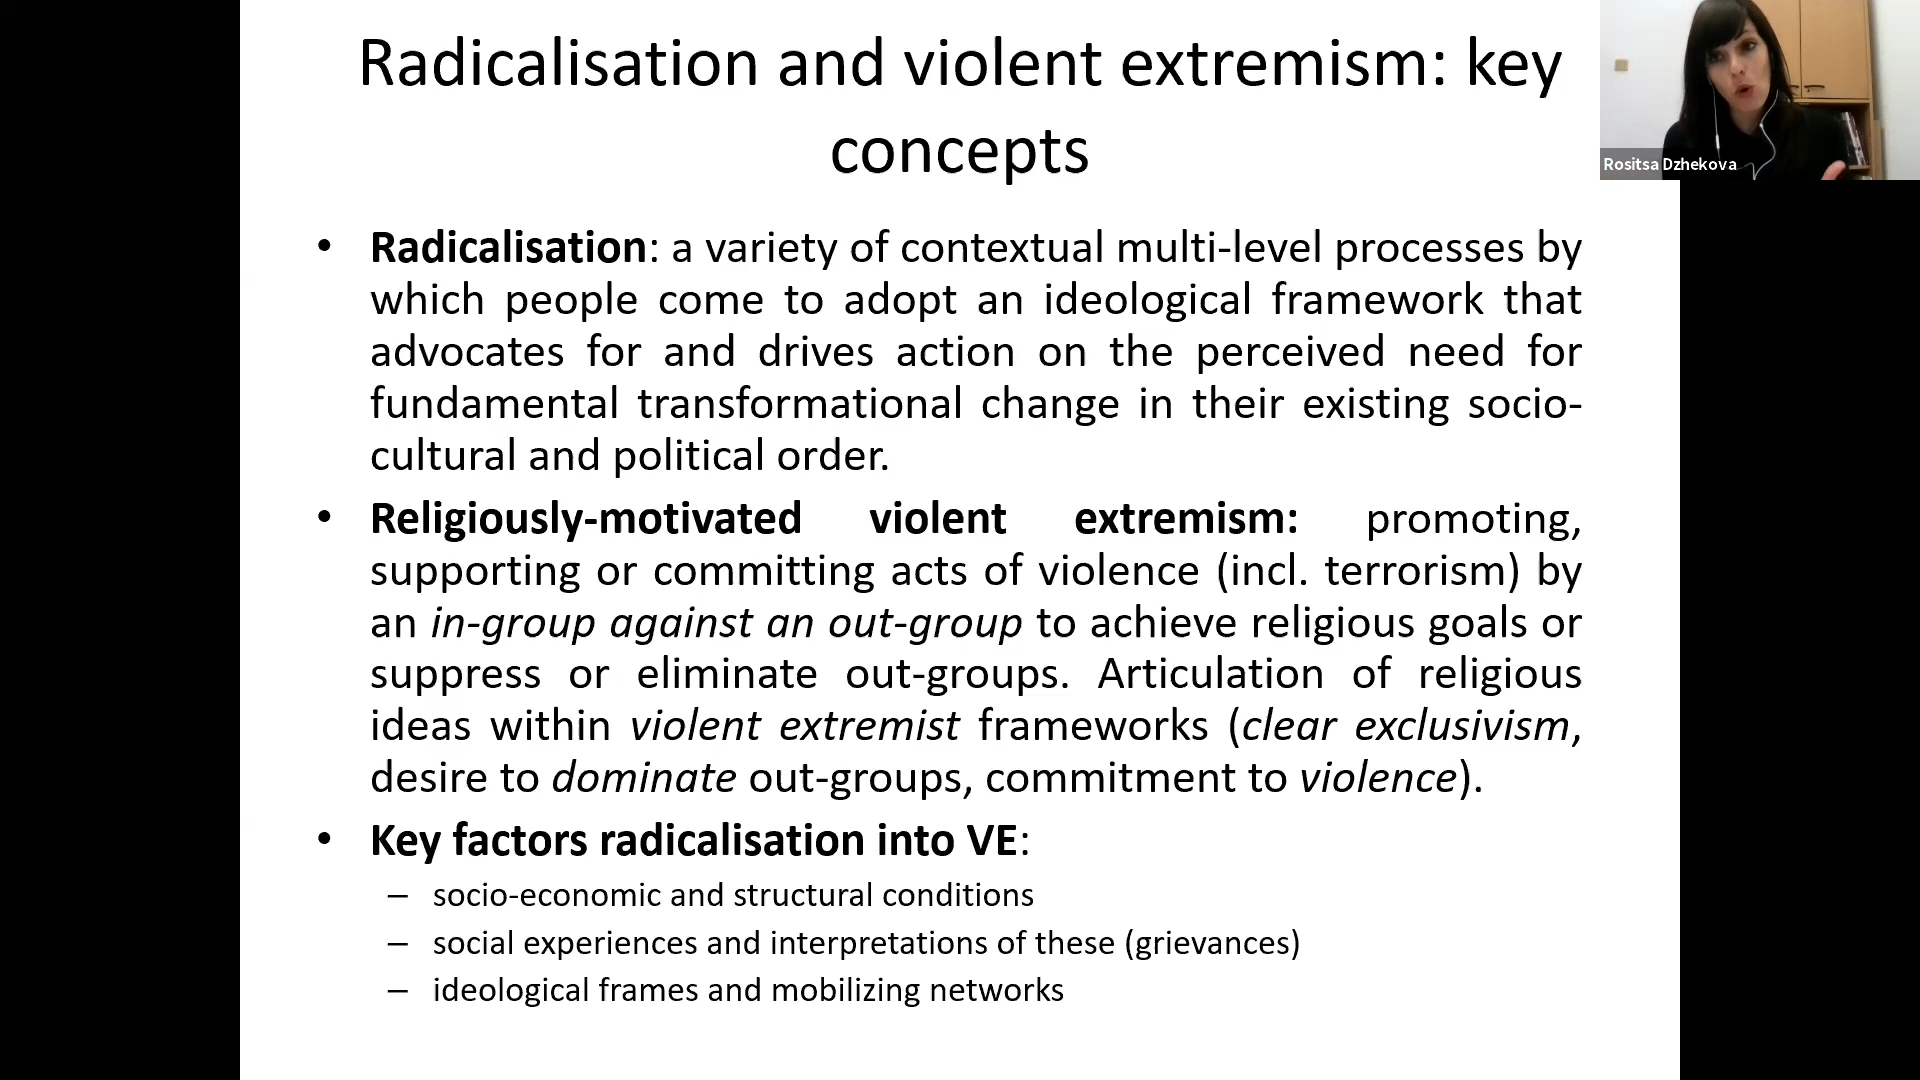 Radicalisation and violent extremism: key
concepts
Rositsa Dzhekova
• Radicalisation: a variety of contextual multi-level processes by
which people come to adopt an ideological framework that
advocates for and drives action on the perceived need for
fundamental transformational change in their existing socio-
cultural and political order.
• Religiously-motivated violent extremism: promoting,
supporting or committing acts of violence (incl. terrorism) by
an in-group against an out-group to achieve religious goals or
suppress or eliminate out-groups. Articulation of religious
ideas within violent extremist frameworks (clear exclusivism,
desire to dominate out-groups, commitment to violence).
• Key factors radicalisation into VE:
– socio-economic and structural conditions
– social experiences and interpretations of these (grievances)
– ideological frames and mobilizing networks